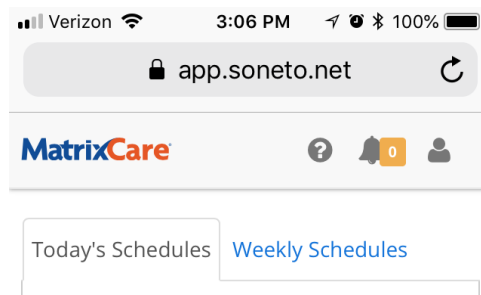 Verizon 3:06 PM 100%
app.soneto.net
MatrixCare ? 0
Today's Schedules Weekly Schedules